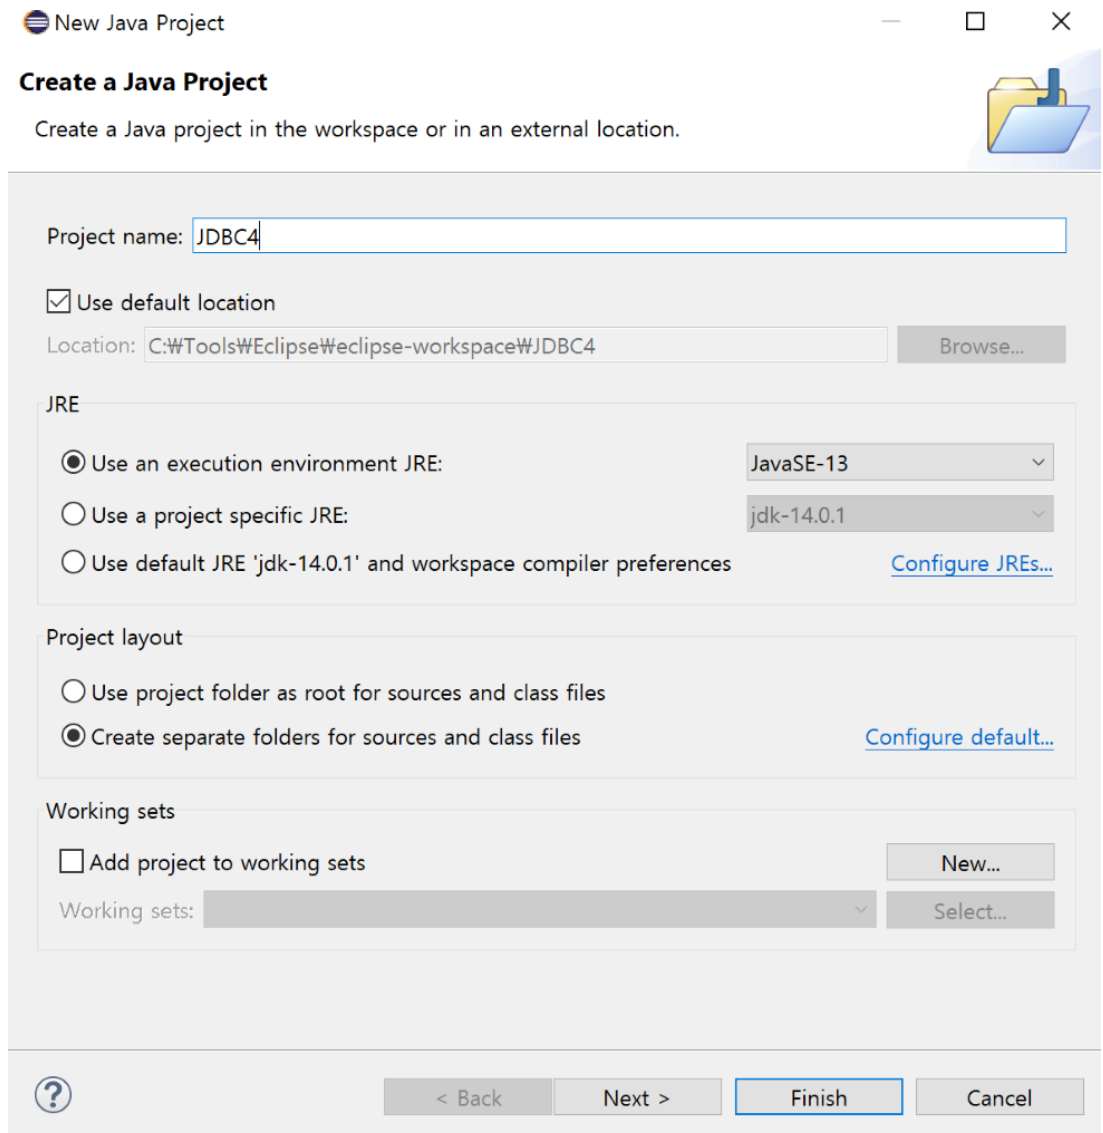 New Java Project
Create a Java Project
Create a Java project in the workspace or in an external location.
Project name: JDBC4
Use default location
Location: C:₩Tools₩Eclipse₩eclipse-workspace₩JDBC4 Browse...
JRE
Use an execution environment JRE: JavaSE-13
Use a project specific JRE: jdk-14.0.1
Use default JRE 'jdk-14.0.1' and workspace compiler preferences Configure JREs...
Project layout
Use project folder as root for sources and class files
Create separate folders for sources and class files Configure default...
Working sets
Add project to working sets New...
Working sets: Select...
? < Back Next > Finish Cancel